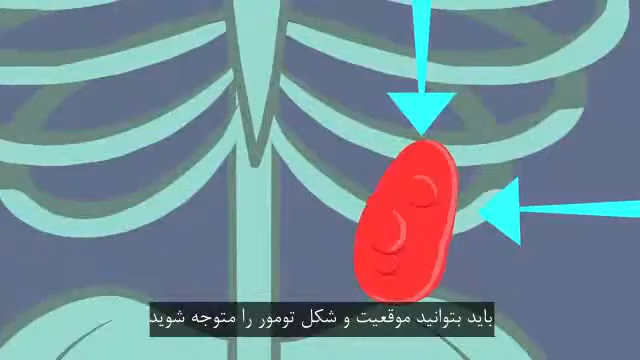 باید بتوانید موقعیت و شکل تومور را متوجه شوید